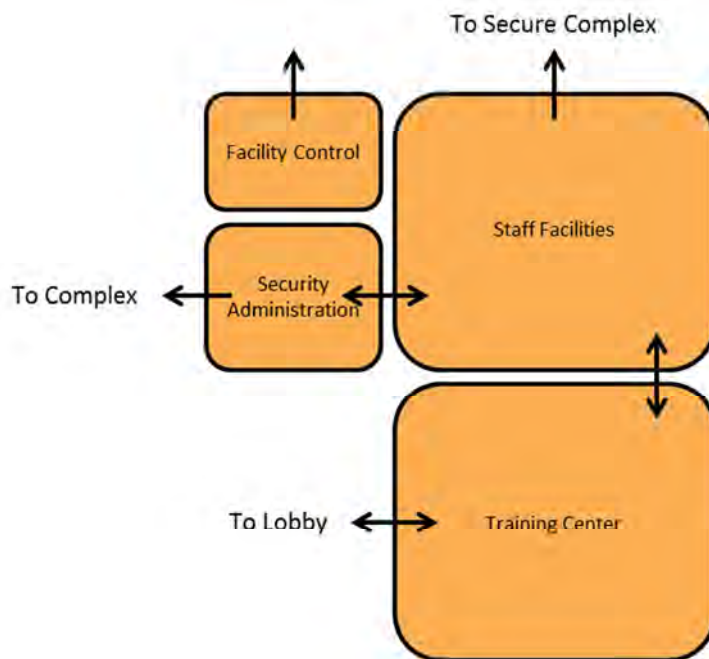 To Secure Complex
Facility Control
Staff Facilities
To Complex
Security
Administration
To Lobby
Training Center